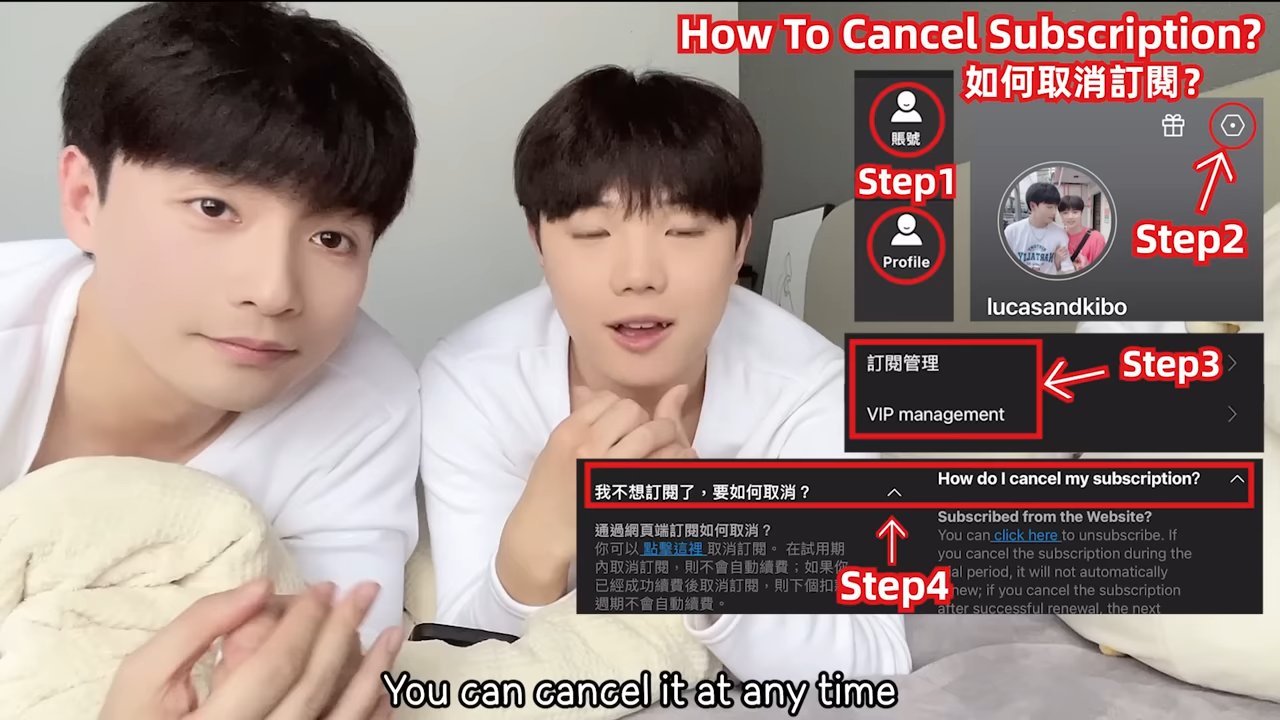 How To Cancel Subscription?
如何取消訂閱？
賬號
Step1
Profile
Step2
lucasandkibo
訂閱管理
VIP management
Step3
我不想訂閱了，要如何取消？
通過網頁端訂閱如何取消？
你可以 點擊這裡 取消訂閱。 在試用期
內取消訂閱，則不會自動續費；如果你
已經成功續費後取消訂閱，則下個扣
週期不會自動續費。
How do I cancel my subscription?
Subscribed from the Website?
You can click here to unsubscribe. If
you cancel the subscription during the
period, it will not automatically
if you cancel the subscription
after successful renewal, the next
Step4
You can cancel it at any time